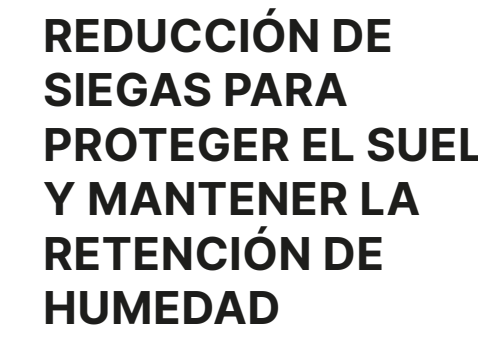 REDUCCIÓN DE
SIEGAS PARA
PROTEGER EL SUEL
Y MANTENER LA
RETENCIÓN DE
HUMEDAD